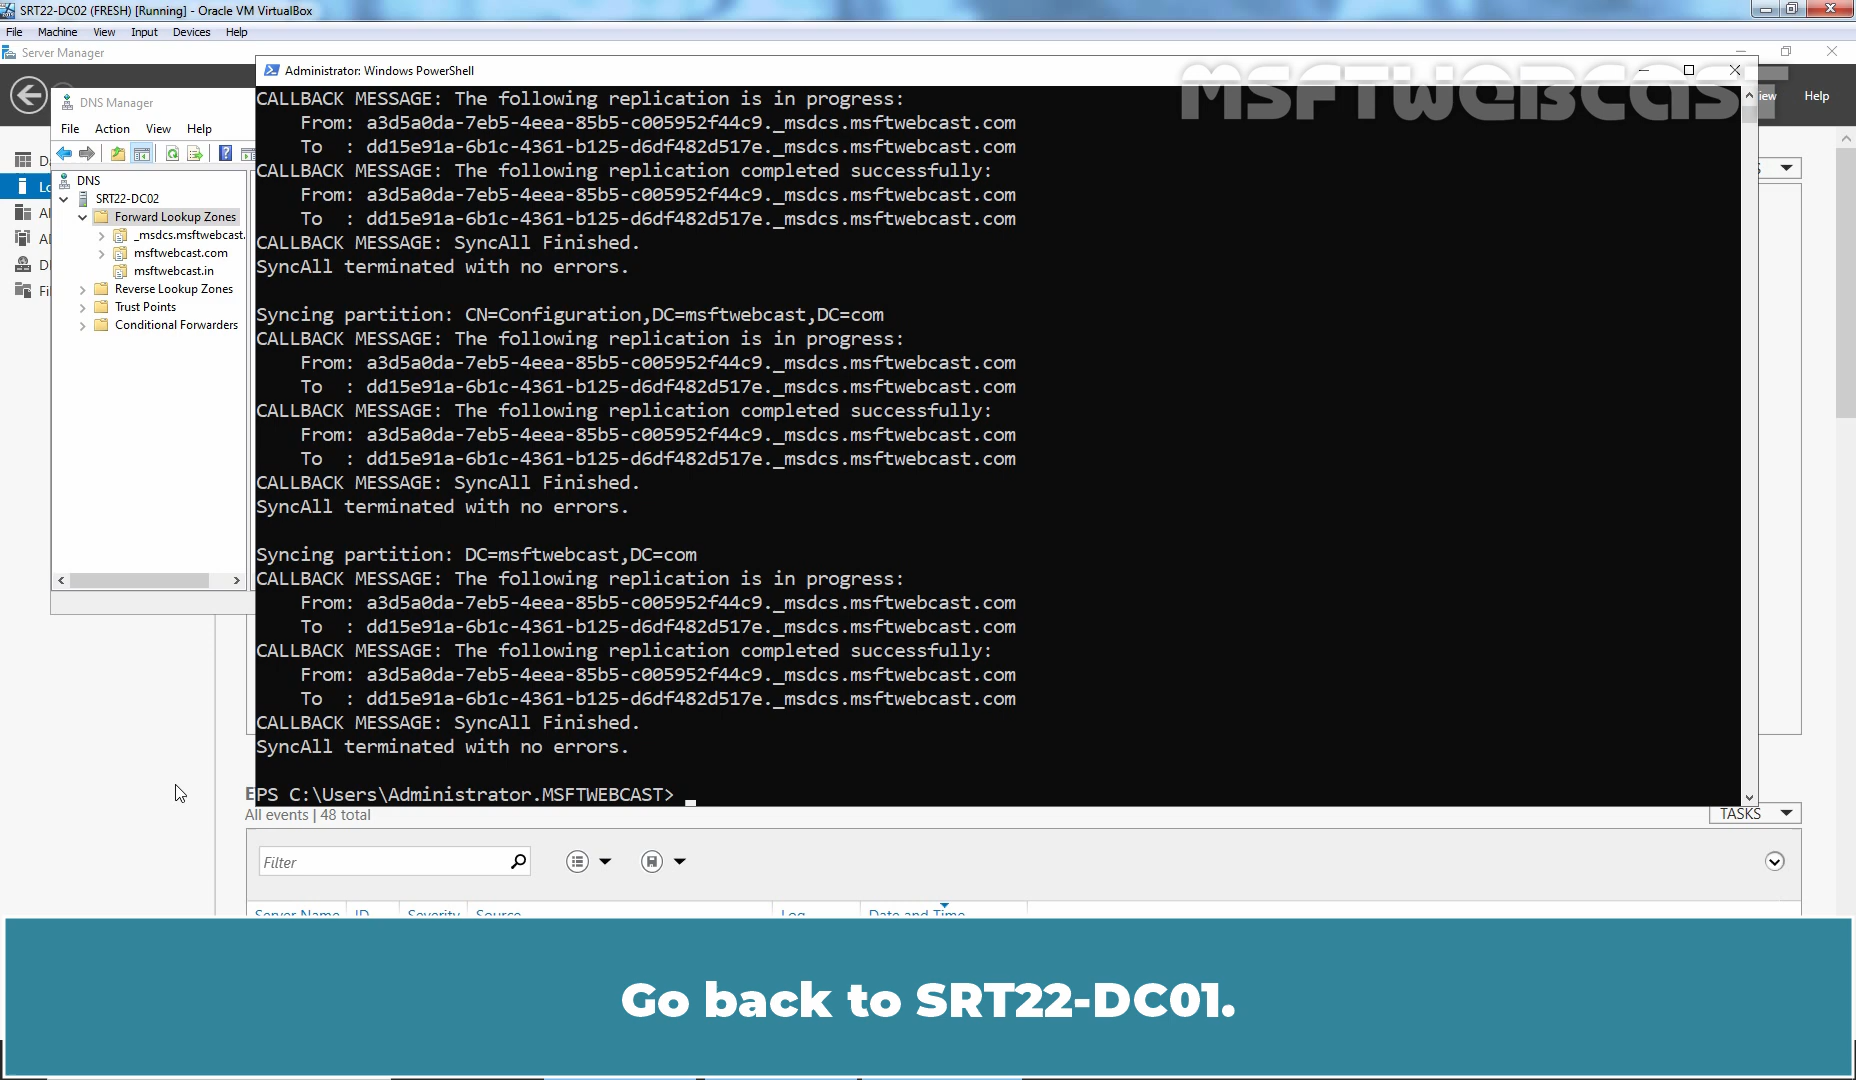 SRT22-DC02 (FRESH) [Running] - Oracle VM VirtualBox
File Machine View Input Devices Help
Server Manager
Administrator: Windows PowerShell
MSFTWEBCAST
Help
DNS Manager
File Action View Help
DNS
SRT22-DC02
Forward Lookup Zones
_msdcs.msftwebcast.
msftwebcast.com
msftwebcast.in
Reverse Lookup Zones
Trust Points
Conditional Forwarders
CALLBACK MESSAGE: The following replication is in progress:
From: a3d5a0da-7eb5-4eea-85b5-c005952f44c9._msdcs.msftwebcast.com
To : dd15e91a-6b1c-4361-b125-d6df482d517e._msdcs.msftwebcast.com
CALLBACK MESSAGE: The following replication completed successfully:
From: a3d5a0da-7eb5-4eea-85b5-c005952f44c9._msdcs.msftwebcast.com
To : dd15e91a-6b1c-4361-b125-d6df482d517e._msdcs.msftwebcast.com
CALLBACK MESSAGE: SyncAll Finished.
SyncAll terminated with no errors.
Syncing partition: CN=Configuration,DC=msftwebcast,DC=com
CALLBACK MESSAGE: The following replication is in progress:
From: a3d5a0da-7eb5-4eea-85b5-c005952f44c9._msdcs.msftwebcast.com
To : dd15e91a-6b1c-4361-b125-d6df482d517e._msdcs.msftwebcast.com
CALLBACK MESSAGE: The following replication completed successfully:
From: a3d5a0da-7eb5-4eea-85b5-c005952f44c9._msdcs.msftwebcast.com
To : dd15e91a-6b1c-4361-b125-d6df482d517e._msdcs.msftwebcast.com
CALLBACK MESSAGE: SyncAll Finished.
SyncAll terminated with no errors.
Syncing partition: DC=msftwebcast,DC=com
CALLBACK MESSAGE: The following replication is in progress:
From: a3d5a0da-7eb5-4eea-85b5-c005952f44c9._msdcs.msftwebcast.com
To : dd15e91a-6b1c-4361-b125-d6df482d517e._msdcs.msftwebcast.com
CALLBACK MESSAGE: The following replication completed successfully:
From: a3d5a0da-7eb5-4eea-85b5-c005952f44c9._msdcs.msftwebcast.com
To : dd15e91a-6b1c-4361-b125-d6df482d517e._msdcs.msftwebcast.com
CALLBACK MESSAGE: SyncAll Finished.
SyncAll terminated with no errors.
PS C:\Users\Administrator.MSFTWEBCAST>
All events | 48 total
TASKS
Filter
Server Name ID Severity Source Log Date and Time
Go back to SRT22-DC01.